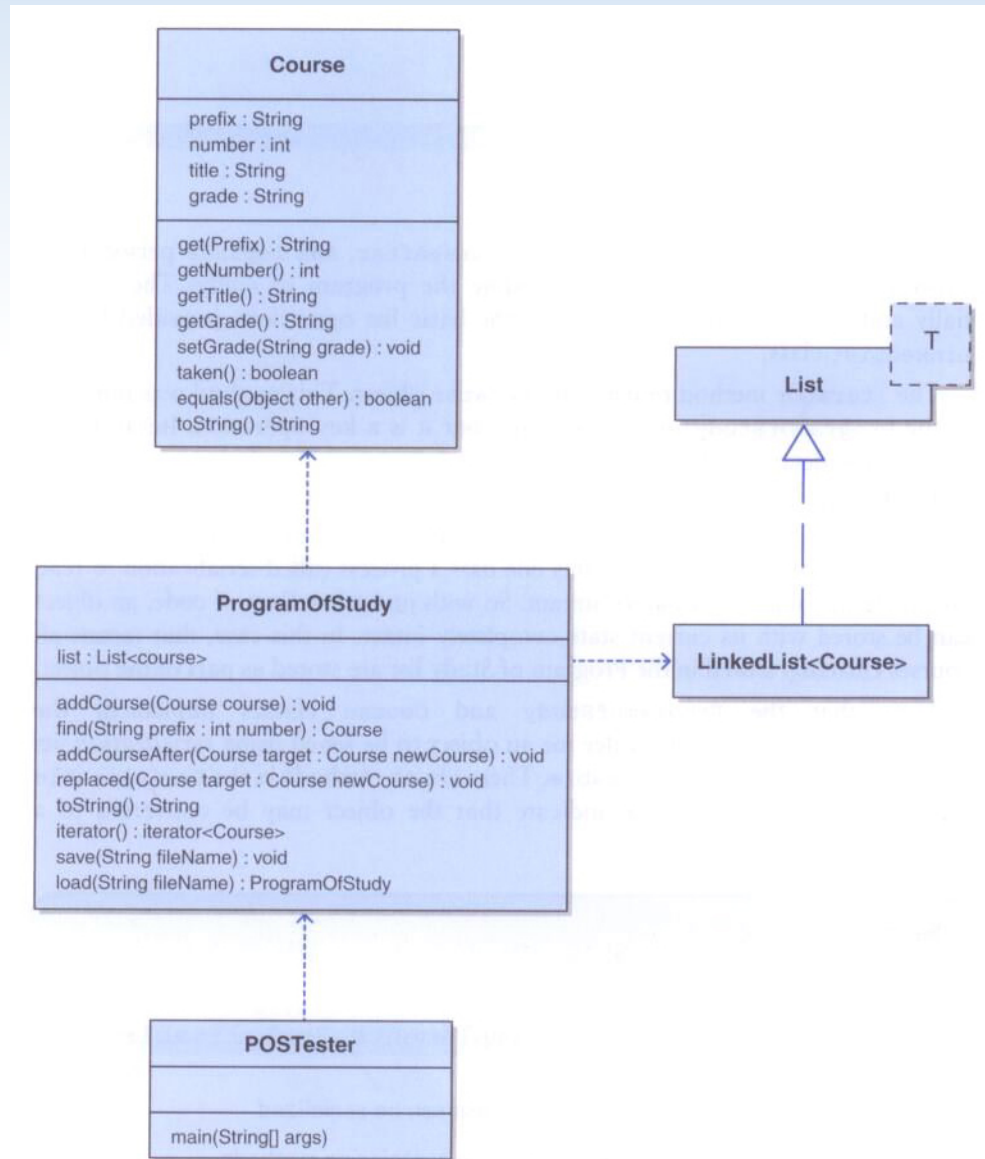 Course
prefix : String
number : int
title : String
grade : String
get(Prefix) : String
getNumber() : int
getTitle() : String
getGrade() : String
setGrade(String grade) : void
taken() : boolean
equals(Object other) : boolean
toString() : String
T
List
ProgramOfStudy
list : List<course>
addCourse(Course course) : void
find(String prefix : int number) : Course
addCourseAfter(Course target : Course newCourse) : void
replaced(Course target : Course newCourse) : void
toString() : String
iterator() : iterator<Course>
save(String fileName) : void
load(String fileName) : ProgramOfStudy
LinkedList<Course>
POSTester
main(String[] args)